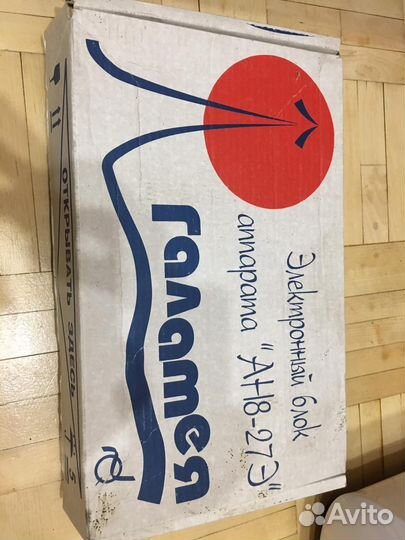 Галатея
Электронный блок
аппарата "АН8-27Э"
ОТКРЫВАТЬ ЗДЕСЬ
Avito